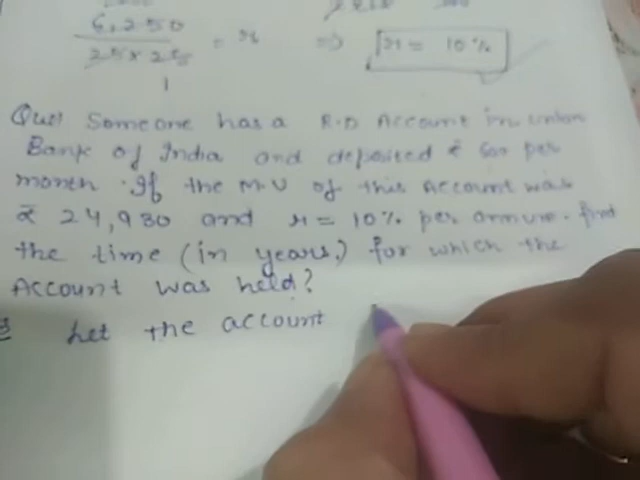 6,250
25 x 25 = r ⇒ r = 10%
1
Ques Someone has a R.D Account in union
Bank of India and deposited ₹ 600 per
month. If the M.V of this Account was
₹ 24,930 and r = 10% per annum. find
the time (in years) for which the
Account was held?
Let the account